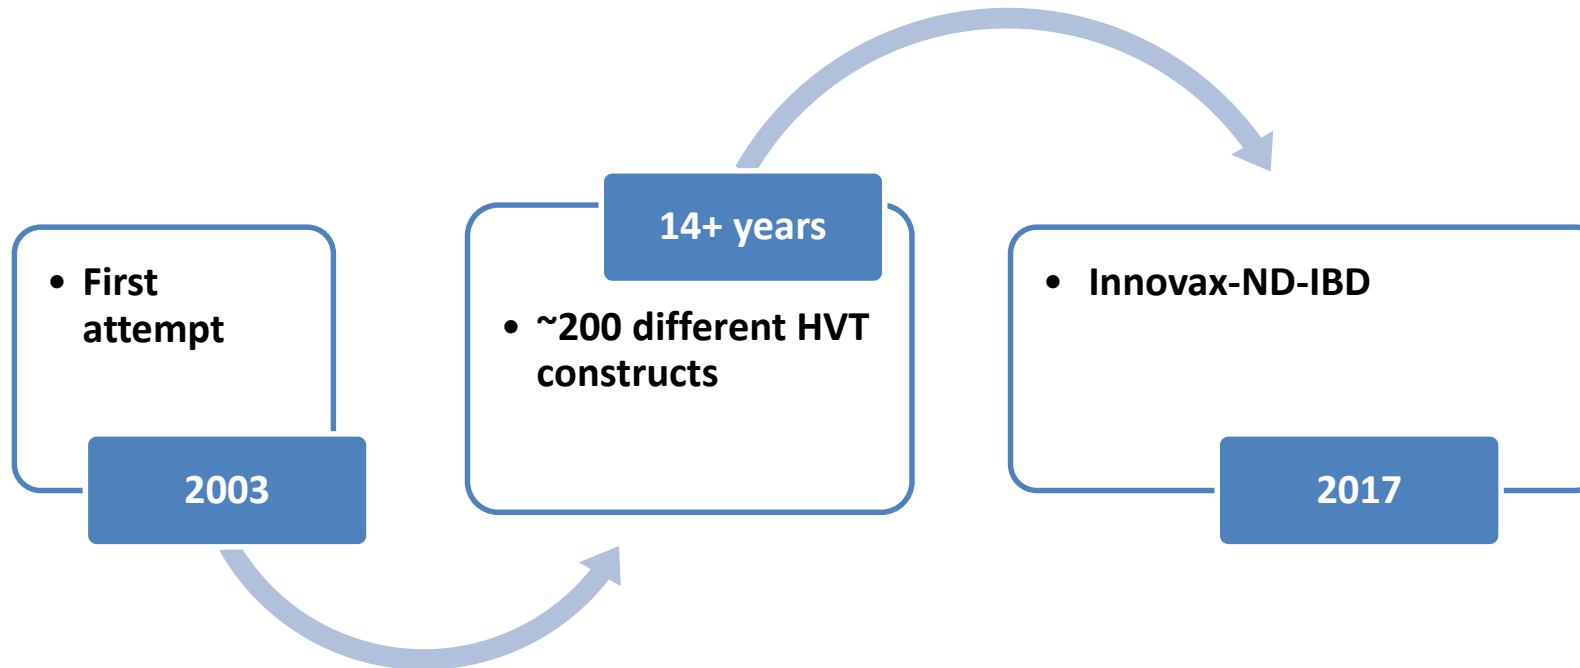 • First
attempt
2003
14+ years
• ~200 different HVT
constructs
• Innovax-ND-IBD
2017